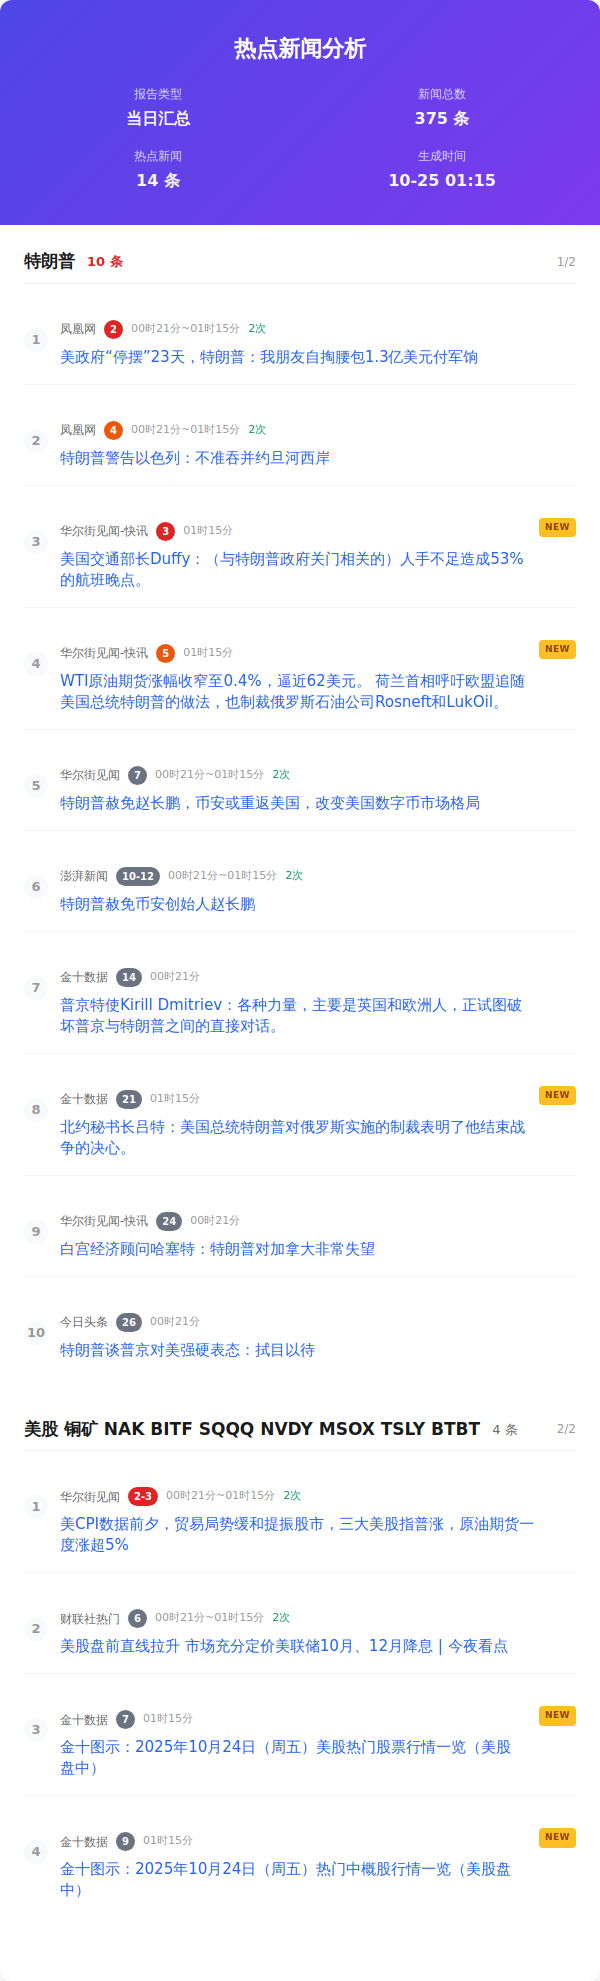 热点新闻分析
报告类型
新闻总数
当日汇总
375 条
热点新闻
生成时间
14 条
10-25 01:15
特朗普 10 条 1/2
1
凤凰网 2 00时21分~01时15分 2次
美政府“停摆”23天，特朗普：我朋友自掏腰包1.3亿美元付军饷
2
凤凰网 4 00时21分~01时15分 2次
特朗普警告以色列：不准吞并约旦河西岸
3
华尔街见闻-快讯 3 01时15分 NEW
美国交通部长Duffy：（与特朗普政府关门相关的）人手不足造成53%
的航班晚点。
4
华尔街见闻-快讯 5 01时15分 NEW
WTI原油期货涨幅收窄至0.4%，逼近62美元。 荷兰首相呼吁欧盟追随
美国总统特朗普的做法，也制裁俄罗斯石油公司Rosneft和LukOil。
5
华尔街见闻 7 00时21分~01时15分 2次
特朗普赦免赵长鹏，币安或重返美国，改变美国数字币市场格局
6
澎湃新闻 10-12 00时21分~01时15分 2次
特朗普赦免币安创始人赵长鹏
7
金十数据 14 00时21分
普京特使Kirill Dmitriev：各种力量，主要是英国和欧洲人，正试图破
坏普京与特朗普之间的直接对话。
8
金十数据 21 01时15分 NEW
北约秘书长吕特：美国总统特朗普对俄罗斯实施的制裁表明了他结束战
争的决心。
9
华尔街见闻-快讯 24 00时21分
白宫经济顾问哈塞特：特朗普对加拿大非常失望
10
今日头条 26 00时21分
特朗普谈普京对美强硬表态：拭目以待
美股 铜矿 NAK BITF SQQQ NVDY MSOX TSLY BTBT 4 条 2/2
1
华尔街见闻 2-3 00时21分~01时15分 2次
美CPI数据前夕，贸易局势缓和提振股市，三大美股指普涨，原油期货一
度涨超5%
2
财联社热门 6 00时21分~01时15分 2次
美股盘前直线拉升 市场充分定价美联储10月、12月降息 | 今夜看点
3
金十数据 7 01时15分 NEW
金十图示：2025年10月24日（周五）美股热门股票行情一览（美股
盘中）
4
金十数据 9 01时15分 NEW
金十图示：2025年10月24日（周五）热门中概股行情一览（美股盘
中）